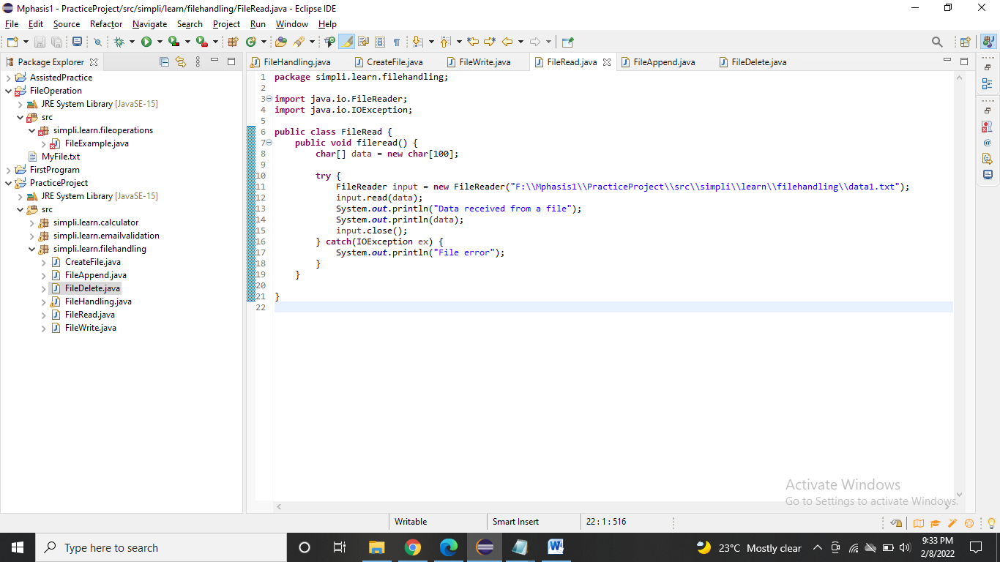 Mphasis1 - PracticeProject/src/simpli/learn/filehandling/FileRead.java - Eclipse IDE
File Edit Source Refactor Navigate Search Project Run Window Help
Package Explorer
AssistedPractice
FileOperation
JRE System Library [JavaSE-15]
src
simpli.learn.fileoperations
FileExample.java
MyFile.txt
FirstProgram
PracticeProject
JRE System Library [JavaSE-15]
src
simpli.learn.calculator
simpli.learn.emailvalidation
simpli.learn.filehandling
CreateFile.java
FileAppend.java
FileDelete.java
FileHandling.java
FileRead.java
FileWrite.java
FileHandling.java CreateFile.java FileWrite.java FileRead.java FileAppend.java FileDelete.java
1 package simpli.learn.filehandling;
2
3 import java.io.FileReader;
4 import java.io.IOException;
5
6 public class FileRead {
7     public void fileread() {
8         char[] data = new char[100];
9
10         try {
11             FileReader input = new FileReader("F:\\Mphasis1\\PracticeProject\\src\\simpli\\learn\\filehandling\\data1.txt");
12             input.read(data);
13             System.out.println("Data received from a file");
14             System.out.println(data);
15             input.close();
16         } catch(IOException ex) {
17             System.out.println("File error");
18         }
19     }
20
21 }
22
Activate Windows
Go to Settings to activate Windows.
Writable Smart Insert 22 : 1 : 516
Type here to search
23°C Mostly clear
9:33 PM
2/8/2022